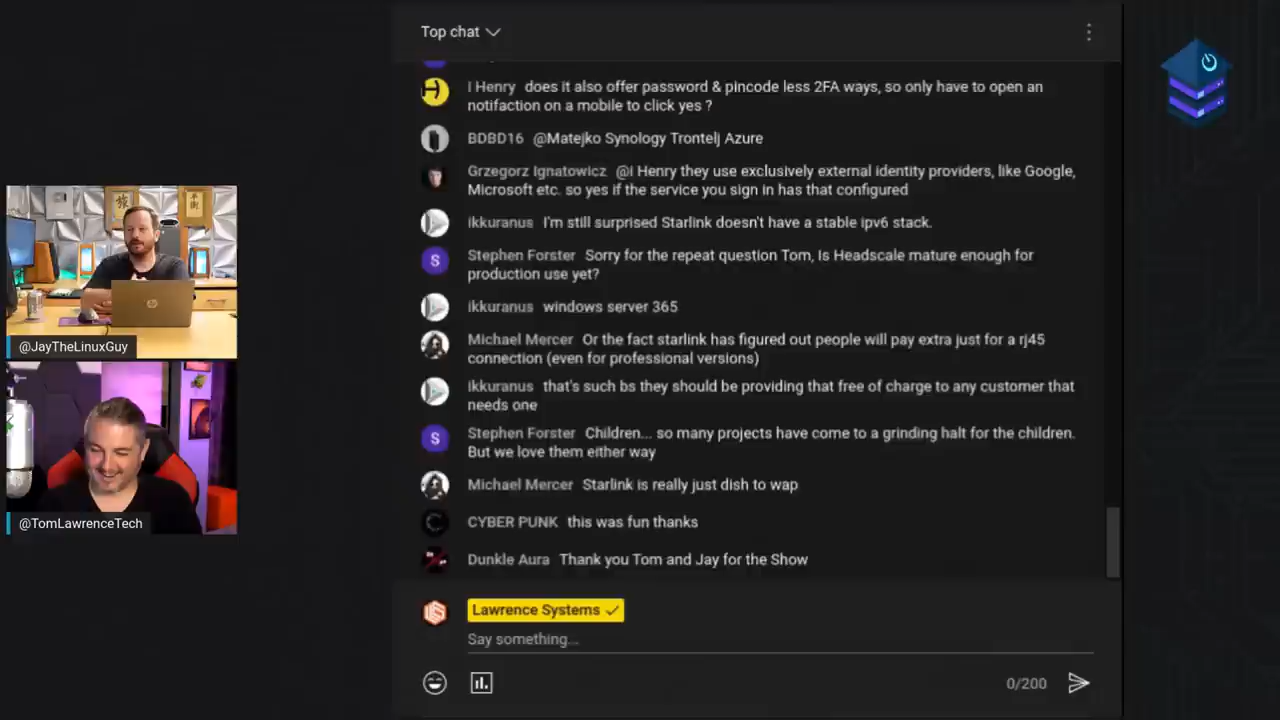 Top chat
I Henry does it also offer password & pincode less 2FA ways, so only have to open an
notifaction on a mobile to click yes ?
BDBD16 @Matejko Synology Trontelj Azure
Grzegorz Ignatowicz @i Henry they use exclusively external identity providers, like Google,
Microsoft etc. so yes if the service you sign in has that configured
ikkuranus I'm still surprised Starlink doesn't have a stable ipv6 stack.
Stephen Forster Sorry for the repeat question Tom, Is Headscale mature enough for
production use yet?
ikkuranus windows server 365
Michael Mercer Or the fact starlink has figured out people will pay extra just for a rj45
connection (even for professional versions)
ikkuranus that's such bs they should be providing that free of charge to any customer that
needs one
Stephen Forster Children... so many projects have come to a grinding halt for the children.
But we love them either way
Michael Mercer Starlink is really just dish to wap
CYBER PUNK this was fun thanks
Dunkle Aura Thank you Tom and Jay for the Show
Lawrence Systems
Say something...
0/200
@JayTheLinuxGuy
@TomLawrenceTech